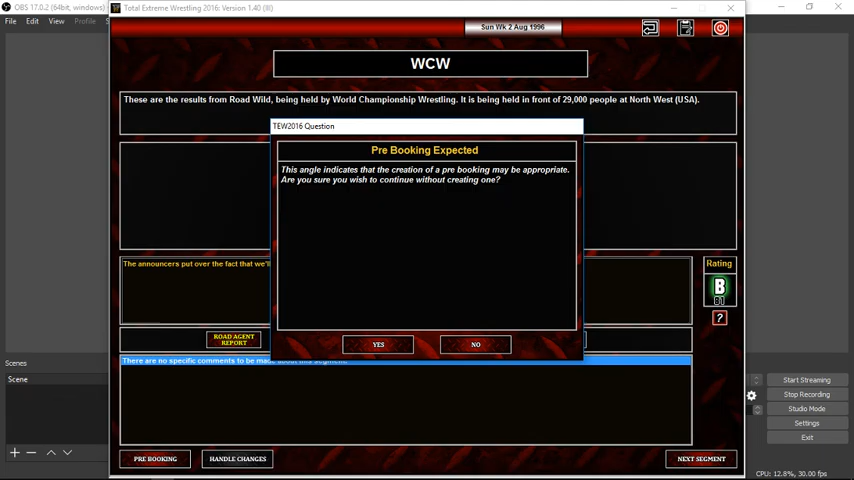 OBS 17.0.2 (64bit, windows)
Total Extreme Wrestling 2016: Version 1.40 (III)
File Edit View Profile
Sun Wk 2 Aug 1996
WCW
These are the results from Road Wild, being held by World Championship Wrestling. It is being held in front of 29,000 people at North West (USA).
TEW2016 Question
Pre Booking Expected
This angle indicates that the creation of a pre booking may be appropriate.
Are you sure you wish to continue without creating one?
The announcers put over the fact that we'll
Rating
B
?
ROAD AGENT
REPORT
YES
NO
There are no specific comments to be made about this segment.
Scenes
Scene
Start Streaming
Stop Recording
Studio Mode
Settings
Exit
PRE BOOKING
HANDLE CHANGES
NEXT SEGMENT
CPU: 12.8%, 30.00 fps